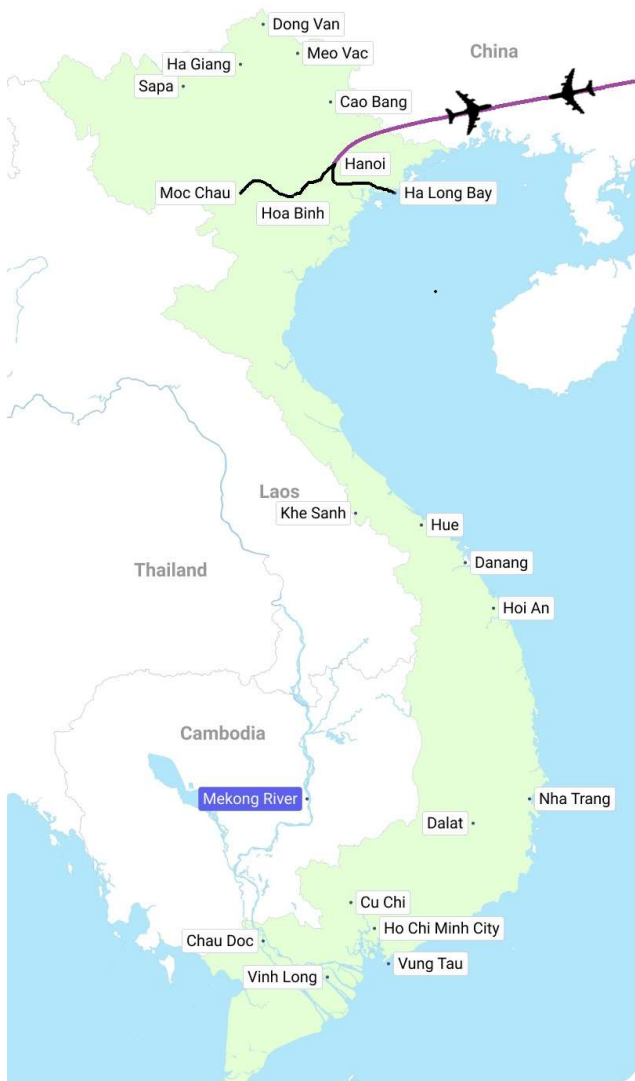 Dong Van
China
Meo Vac
Ha Giang
Sapa
Cao Bang
Hanoi
Moc Chau
Ha Long Bay
Hoa Binh
Laos
Khe Sanh
Hue
Danang
Thailand
Hoi An
Cambodia
Mekong River
Nha Trang
Dalat
Cu Chi
Ho Chi Minh City
Chau Doc
Vung Tau
Vinh Long